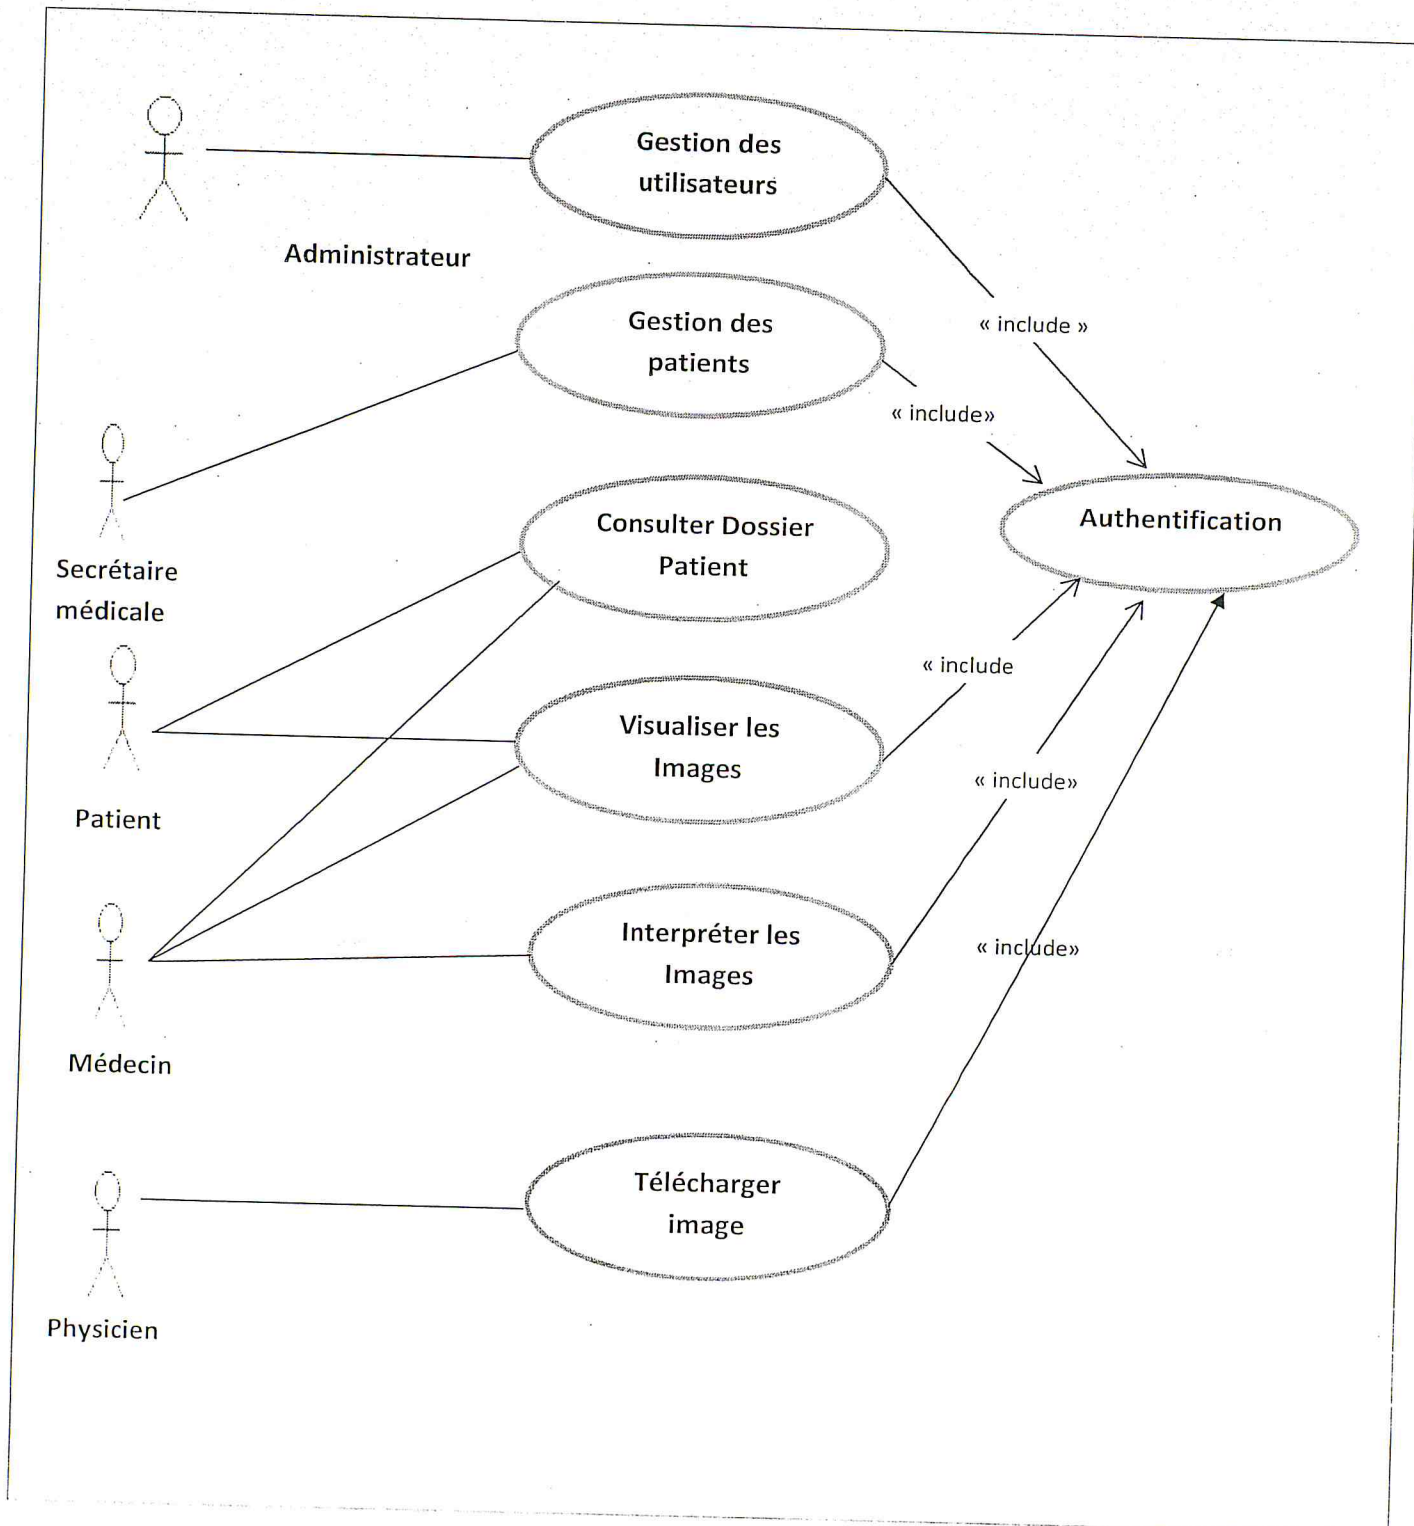 Gestion des
utilisateurs
Administrateur
Gestion des
patients
« include »
« include»
Secrétaire
médicale
Consulter Dossier
Patient
Authentification
Patient
Visualiser les
Images
« include
« include»
Médecin
Interpréter les
Images
« include»
Physicien
Télécharger
image